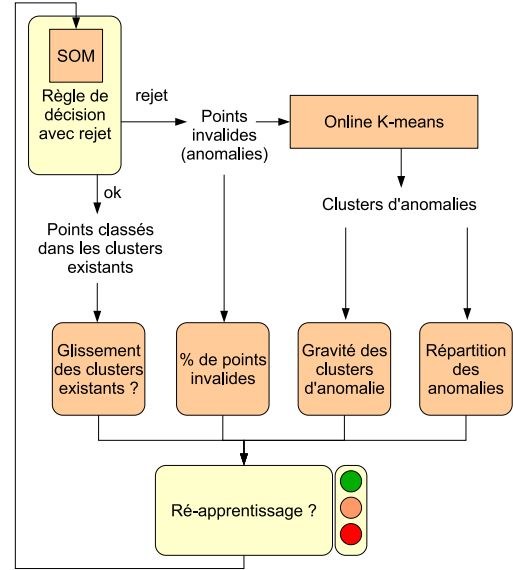 SOM
Règle de
décision
avec rejet
rejet
Points
invalides
(anomalies)
Online K-means
ok
Clusters d'anomalies
Points classés
dans les clusters
existants
Glissement
des clusters
existants ?
% de points
invalides
Gravité des
clusters
d'anomalie
Répartition
des
anomalies
Ré-apprentissage ?